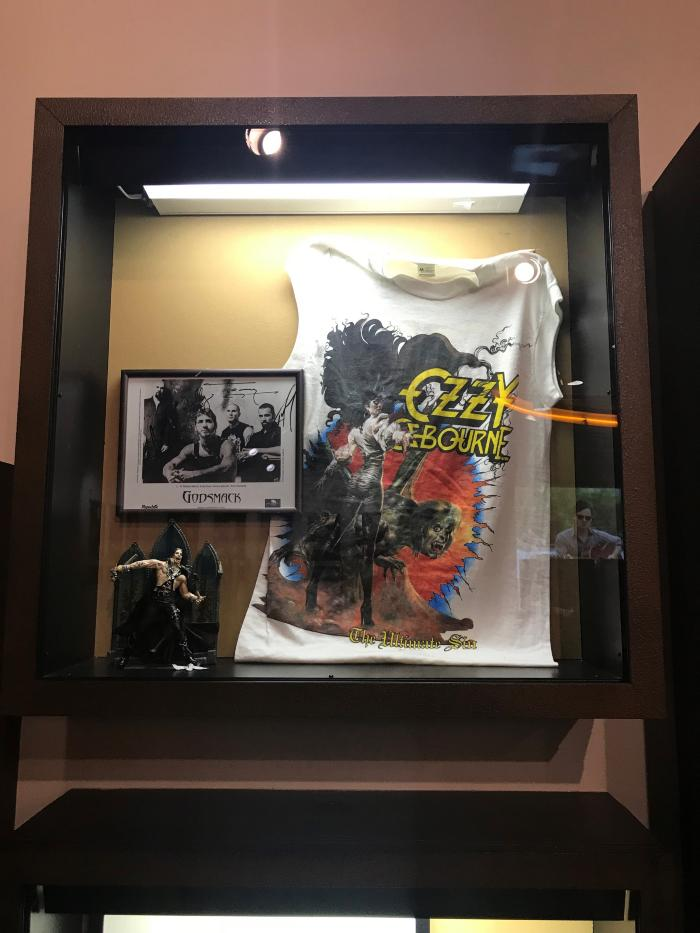 OZZY
OSBOURNE
GODSMACK
The Ultimate Sin